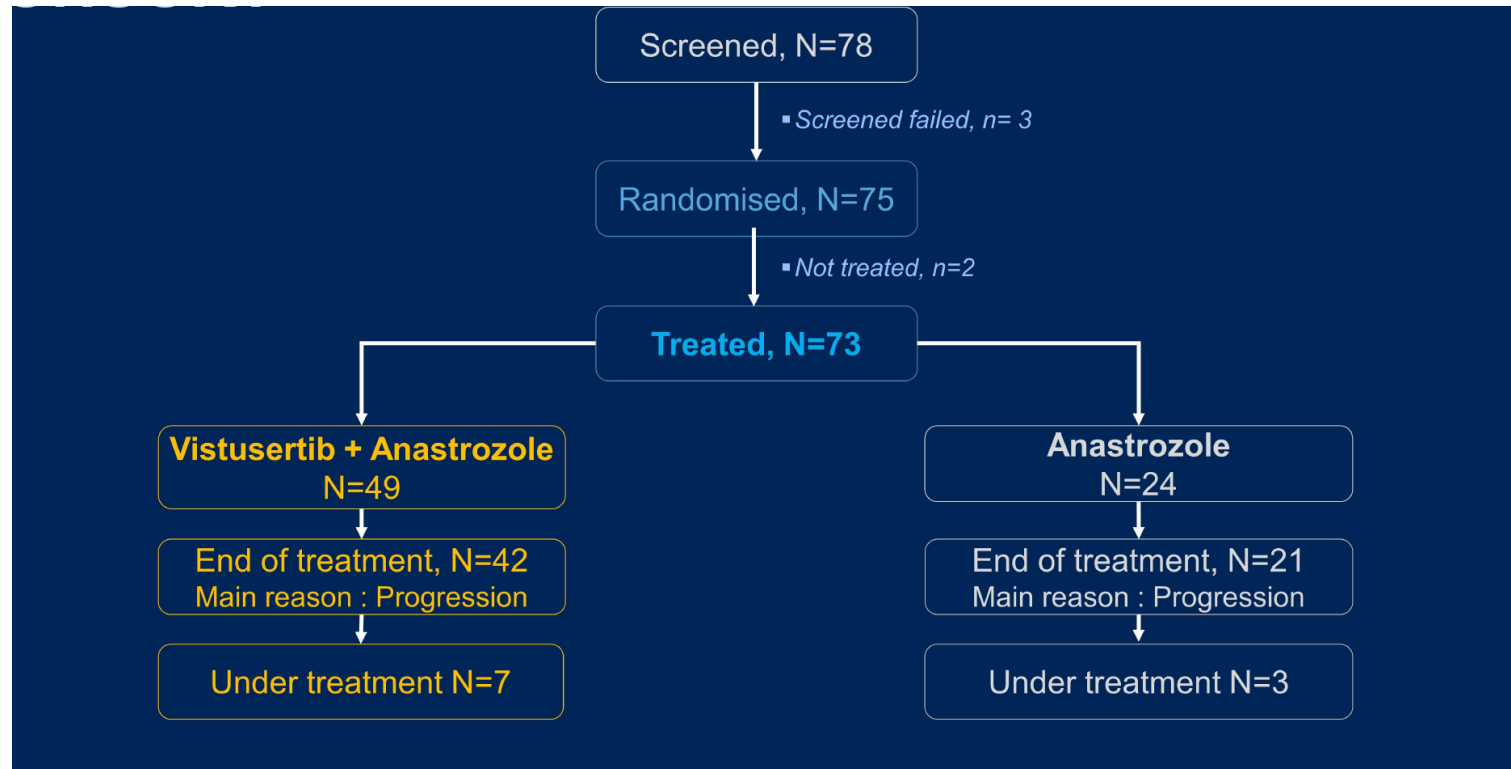 Screened, N=78
▪Screened failed, n= 3
Randomised, N=75
▪Not treated, n=2
Treated, N=73
Vistusertib + Anastrozole
N=49
End of treatment, N=42
Main reason : Progression
Under treatment N=7
Anastrozole
N=24
End of treatment, N=21
Main reason : Progression
Under treatment N=3